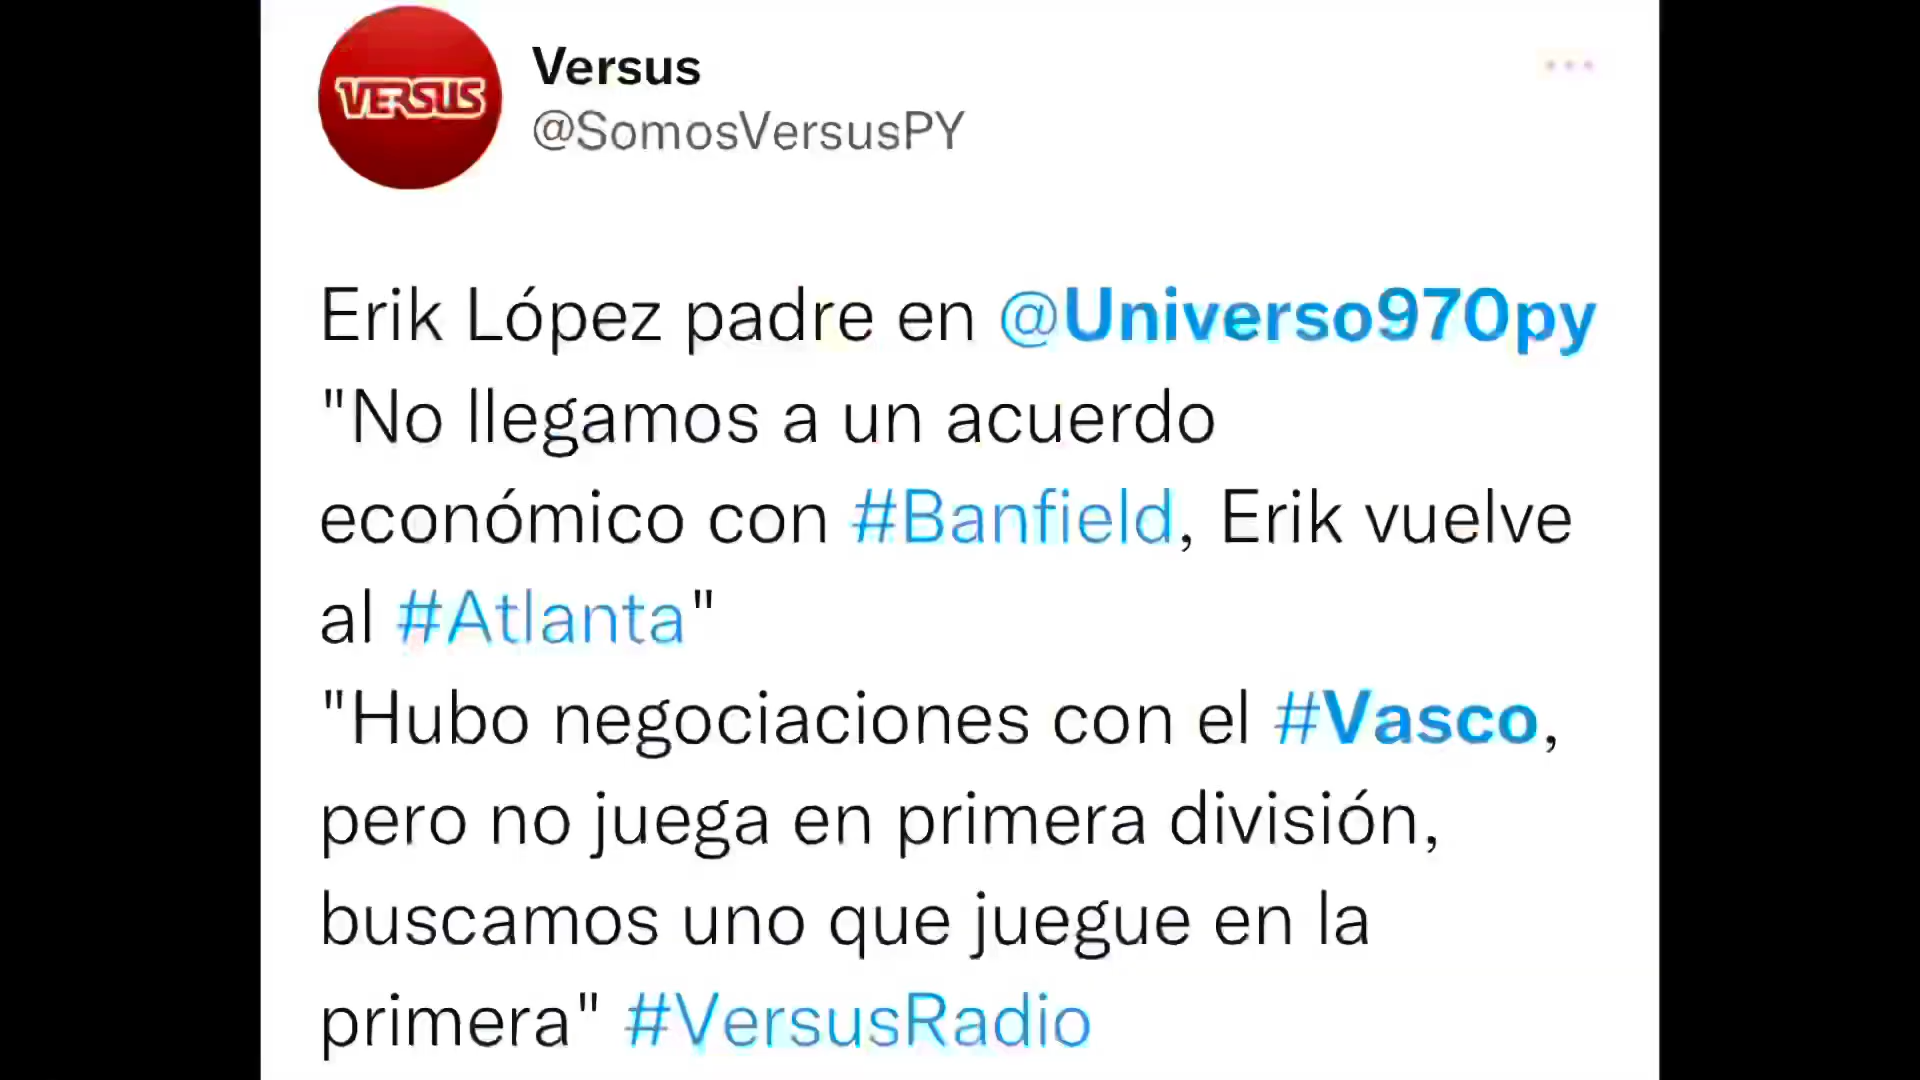 VERSUS
Versus
@SomosVersusPY
Erik López padre en @Universo970py
"No llegamos a un acuerdo
económico con #Banfield, Erik vuelve
al #Atlanta"
"Hubo negociaciones con el #Vasco,
pero no juega en primera división,
buscamos uno que juegue en la
primera" #VersusRadio